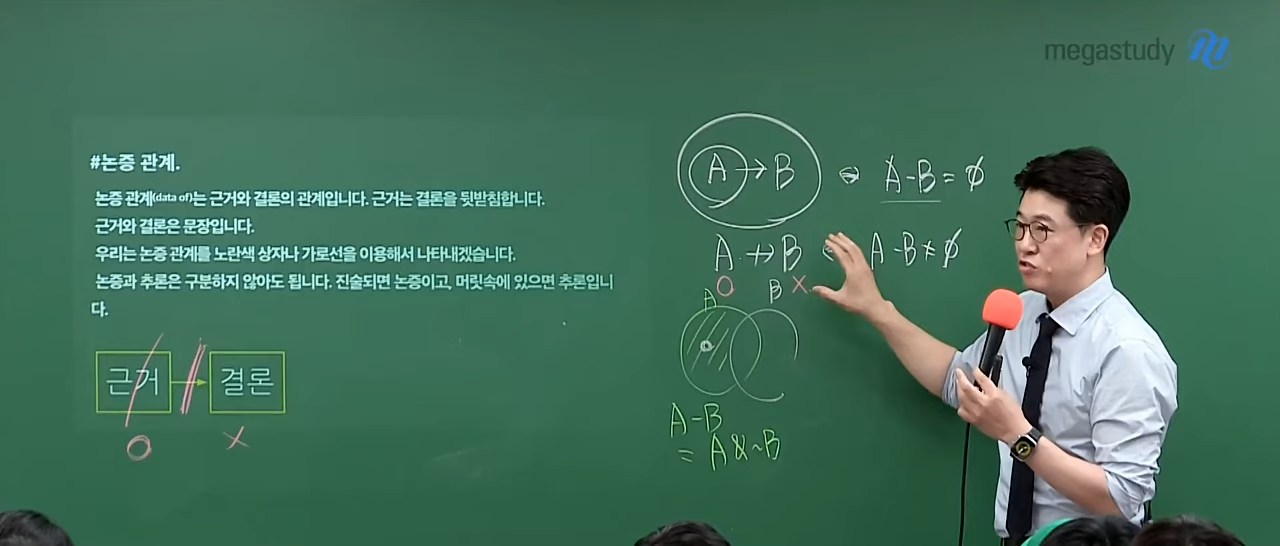 megastudy
#논증 관계.
논증 관계(data of)는 근거와 결론의 관계입니다. 근거는 결론을 뒷받침합니다.
근거와 결론은 문장입니다.
우리는 논증 관계를 노란색 상자나 가로선을 이용해서 나타내겠습니다.
논증과 추론은 구분하지 않아도 됩니다. 진술되면 논증이고, 머릿속에 있으면 추론입니
다.
근거 → 결론
O X
A → B ⇔ A - B = ∅
A → B A - B ≠ ∅
O X
A B
A - B
= A & ~B